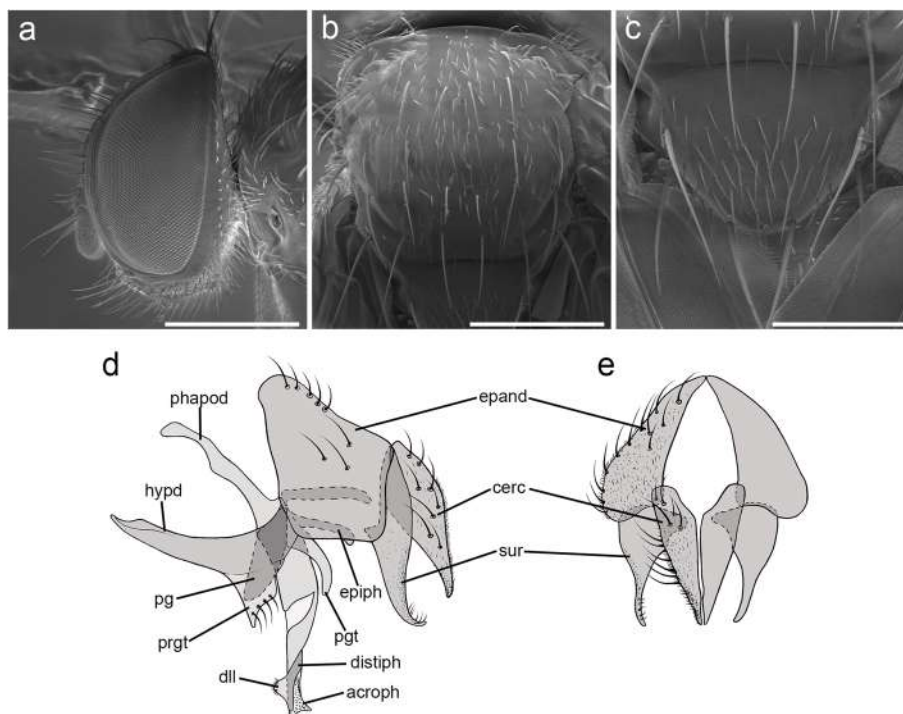 a
b
c
d
e
phapod
epand
hypd
cerc
sur
pg
epiph
prgt
pgt
distiph
dll
acroph